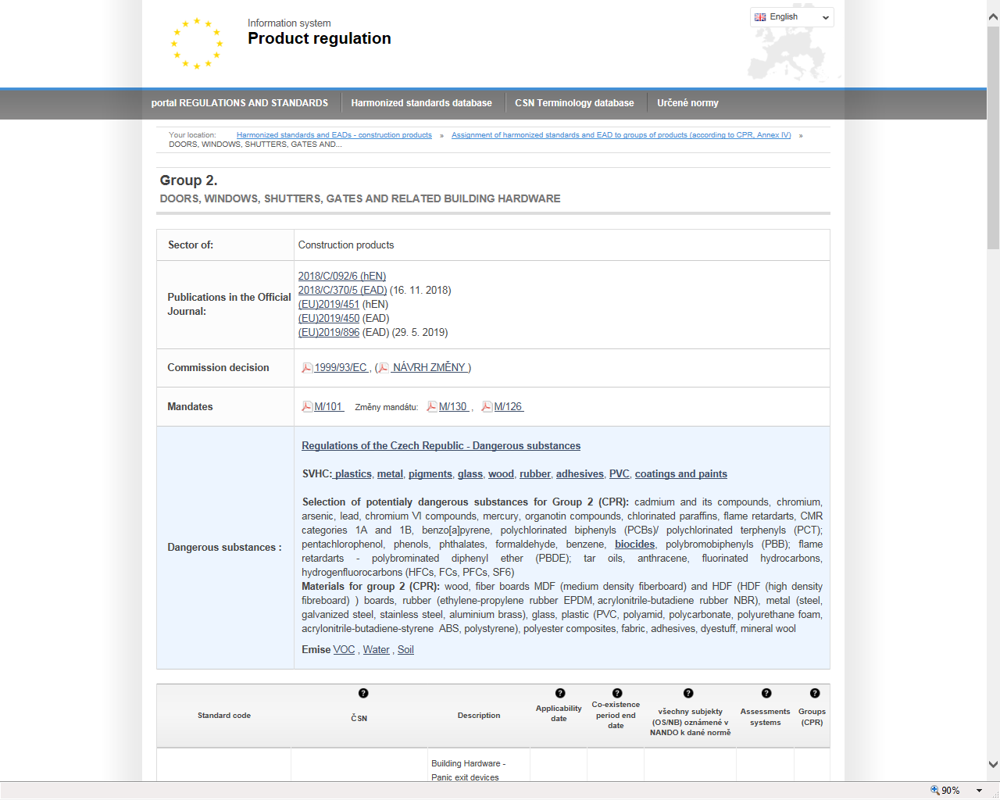 Information system
Product regulation
English
portal REGULATIONS AND STANDARDS
Harmonized standards database
CSN Terminology database
Určené normy
Your location: Harmonized standards and EADs - construction products » Assignment of harmonized standards and EAD to groups of products (according to CPR, Annex IV) »
DOORS, WINDOWS, SHUTTERS, GATES AND...
Group 2.
DOORS, WINDOWS, SHUTTERS, GATES AND RELATED BUILDING HARDWARE
Sector of:
Construction products
Publications in the Official
Journal:
2018/C/092/6 (hEN)
2018/C/370/5 (EAD) (16. 11. 2018)
(EU)2019/451 (hEN)
(EU)2019/450 (EAD)
(EU)2019/896 (EAD) (29. 5. 2019)
Commission decision
1999/93/EC , ( NÁVRH ZMĚNY )
Mandates
M/101 Změny mandátu: M/130 , M/126
Dangerous substances :
Regulations of the Czech Republic - Dangerous substances
SVHC: plastics, metal, pigments, glass, wood, rubber, adhesives, PVC, coatings and paints
Selection of potentialy dangerous substances for Group 2 (CPR): cadmium and its compounds, chromium,
arsenic, lead, chromium VI compounds, mercury, organotin compounds, chlorinated paraffins, flame retardarts, CMR
categories 1A and 1B, benzo[a]pyrene, polychlorinated biphenyls (PCBs)/ polychlorinated terphenyls (PCT);
pentachlorophenol, phenols, phthalates, formaldehyde, benzene, biocides, polybromobiphenyls (PBB); flame
retardarts - polybrominated diphenyl ether (PBDE); tar oils, anthracene, fluorinated hydrocarbons,
hydrogenfluorocarbons (HFCs, FCs, PFCs, SF6)
Materials for group 2 (CPR): wood, fiber boards MDF (medium density fiberboard) and HDF (HDF (high density
fibreboard) ) boards, rubber (ethylene-propylene rubber EPDM, acrylonitrile-butadiene rubber NBR), metal (steel,
galvanized steel, stainless steel, aluminium brass), glass, plastic (PVC, polyamid, polycarbonate, polyurethane foam,
acrylonitrile-butadiene-styrene ABS, polystyrene), polyester composites, fabric, adhesives, dyestuff, mineral wool
Emise VOC , Water , Soil
Standard code
?
ČSN
Description
?
Applicability
date
?
Co-existence
period end
date
?
všechny subjekty
(OS/NB) oznámené v
NANDO k dané normě
?
Assessments
systems
?
Groups
(CPR)
Building Hardware -
Panic exit devices
90%